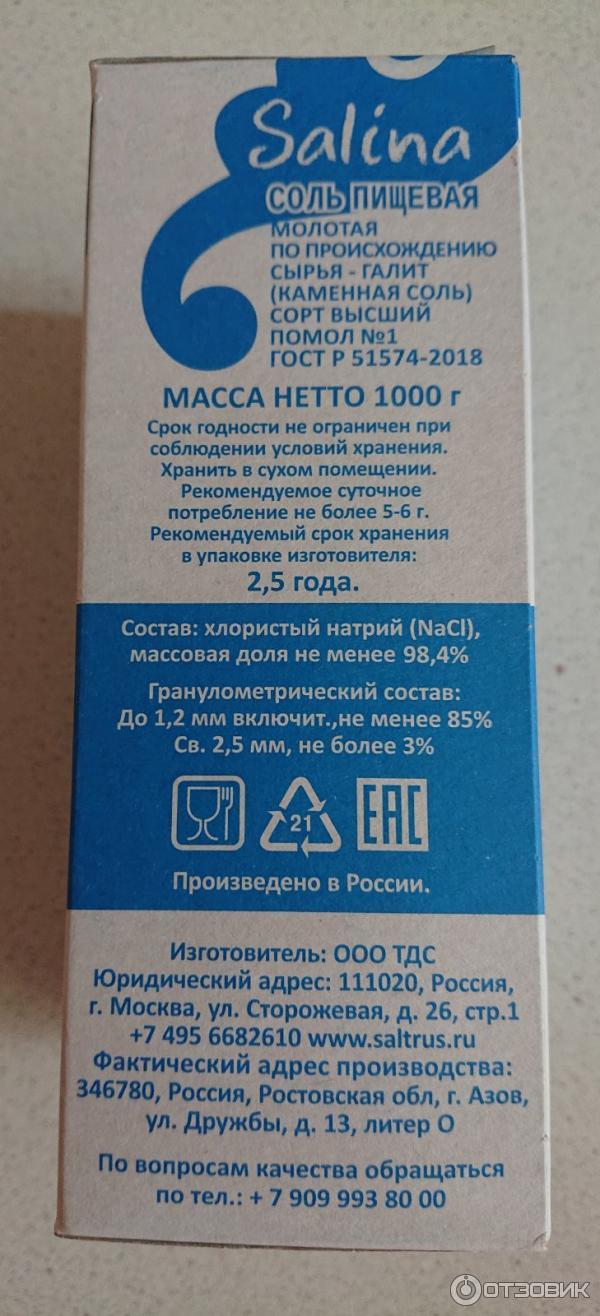 Salina
СОЛЬ ПИЩЕВАЯ
МОЛОТАЯ
ПО ПРОИСХОЖДЕНИЮ
СЫРЬЯ - ГАЛИТ
(КАМЕННАЯ СОЛЬ)
СОРТ ВЫСШИЙ
ПОМОЛ №1
ГОСТ Р 51574-2018
МАССА НЕТТО 1000 г
Срок годности не ограничен при
соблюдении условий хранения.
Хранить в сухом помещении.
Рекомендуемое суточное
потребление не более 5-6 г.
Рекомендуемый срок хранения
в упаковке изготовителя:
2,5 года.
Состав: хлористый натрий (NaCl),
массовая доля не менее 98,4%
Гранулометрический состав:
До 1,2 мм включит.,не менее 85%
Св. 2,5 мм, не более 3%
21
EAC
Произведено в России.
Изготовитель: ООО ТДС
Юридический адрес: 111020, Россия,
г. Москва, ул. Сторожевая, д. 26, стр.1
+7 495 6682610 www.saltrus.ru
Фактический адрес производства:
346780, Россия, Ростовская обл, г. Азов,
ул. Дружбы, д. 13, литер О
По вопросам качества обращаться
по тел.: + 7 909 993 80 00
ОТЗОВИК